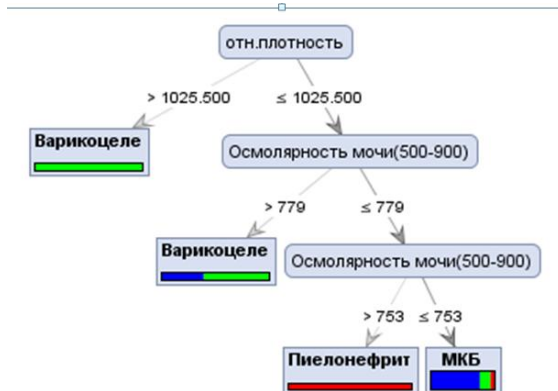 отн.плотность
> 1025.500
≤ 1025.500
Варикоцеле
Осмолярность мочи(500-900)
> 779
≤ 779
Варикоцеле
Осмолярность мочи(500-900)
> 753
≤ 753
Пиелонефрит
МКБ